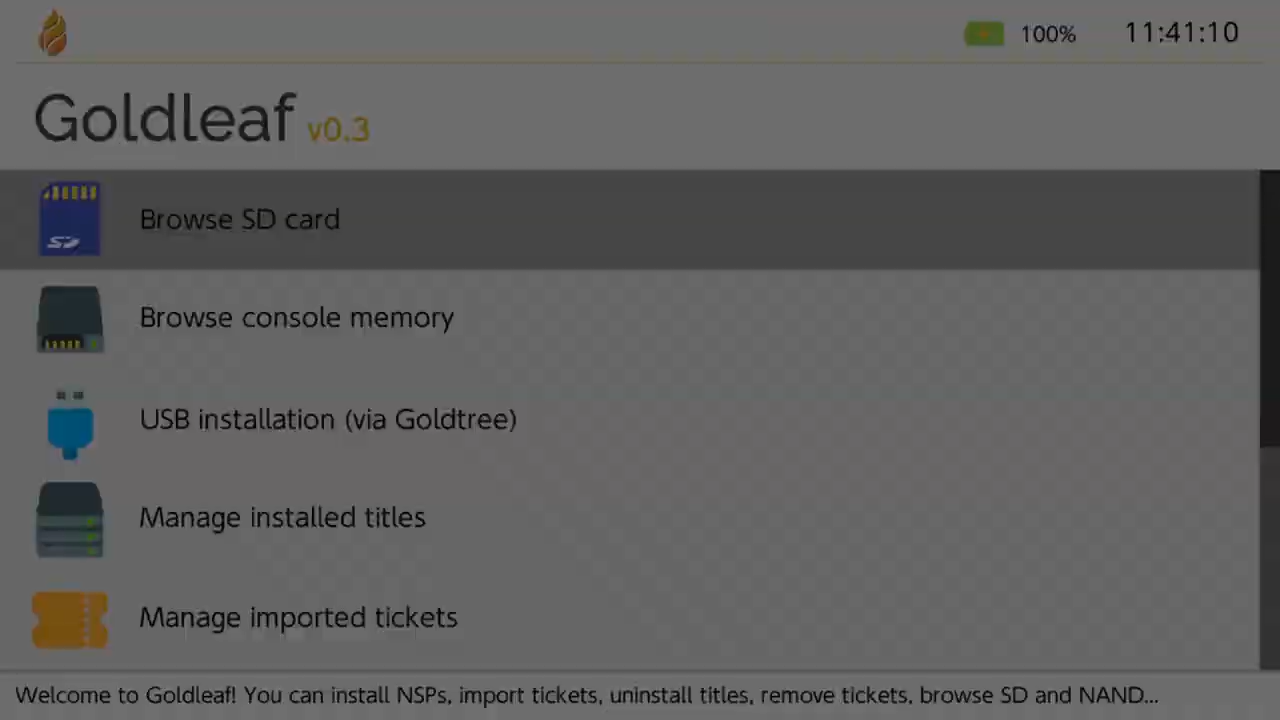 100% 11:41:10
Goldleaf v0.3
SD Browse SD card
Browse console memory
USB installation (via Goldtree)
Manage installed titles
Manage imported tickets
Welcome to Goldleaf! You can install NSPs, import tickets, uninstall titles, remove tickets, browse SD and NAND...